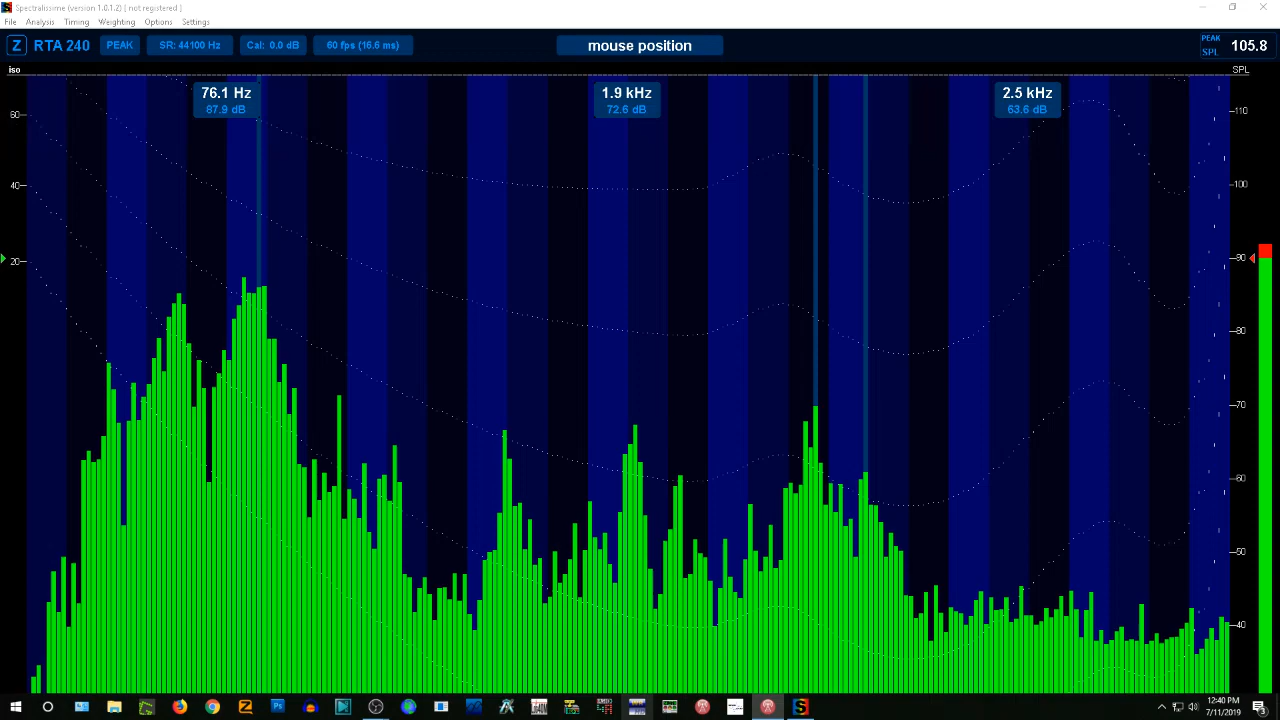 Spectralissime (version 1.0.1.2) [ not registered ]
File Analysis Timing Weighting Options Settings
Z RTA 240 PEAK SR: 44100 Hz Cal: 0.0 dB 60 fps (16.6 ms) mouse position PEAK SPL 105.8
iso SPL
76.1 Hz 1.9 kHz 2.5 kHz
87.9 dB 72.6 dB 63.6 dB
60 110
40 100
20 90
80
70
60
50
40
12:40 PM
7/11/2019